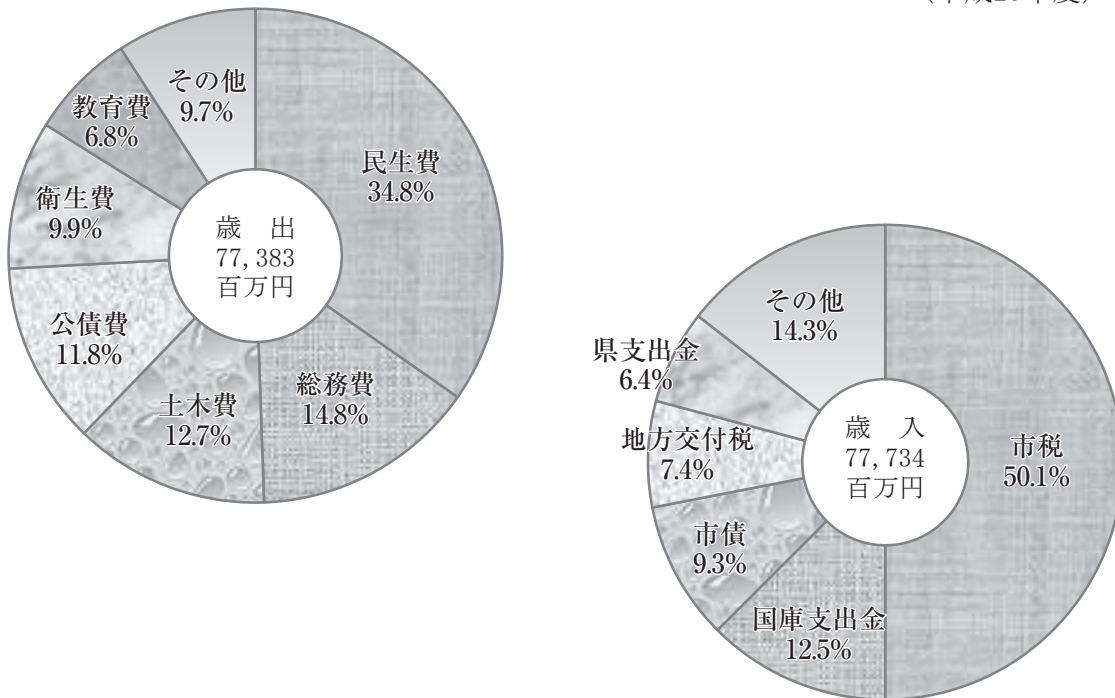 その他
9.7%
教育費
6.8%
衛生費
9.9%
公債費
11.8%
土木費
12.7%
総務費
14.8%
民生費
34.8%
歳　出
77,383
百万円
その他
14.3%
県支出金
6.4%
地方交付税
7.4%
市債
9.3%
国庫支出金
12.5%
市税
50.1%
歳　入
77,734
百万円